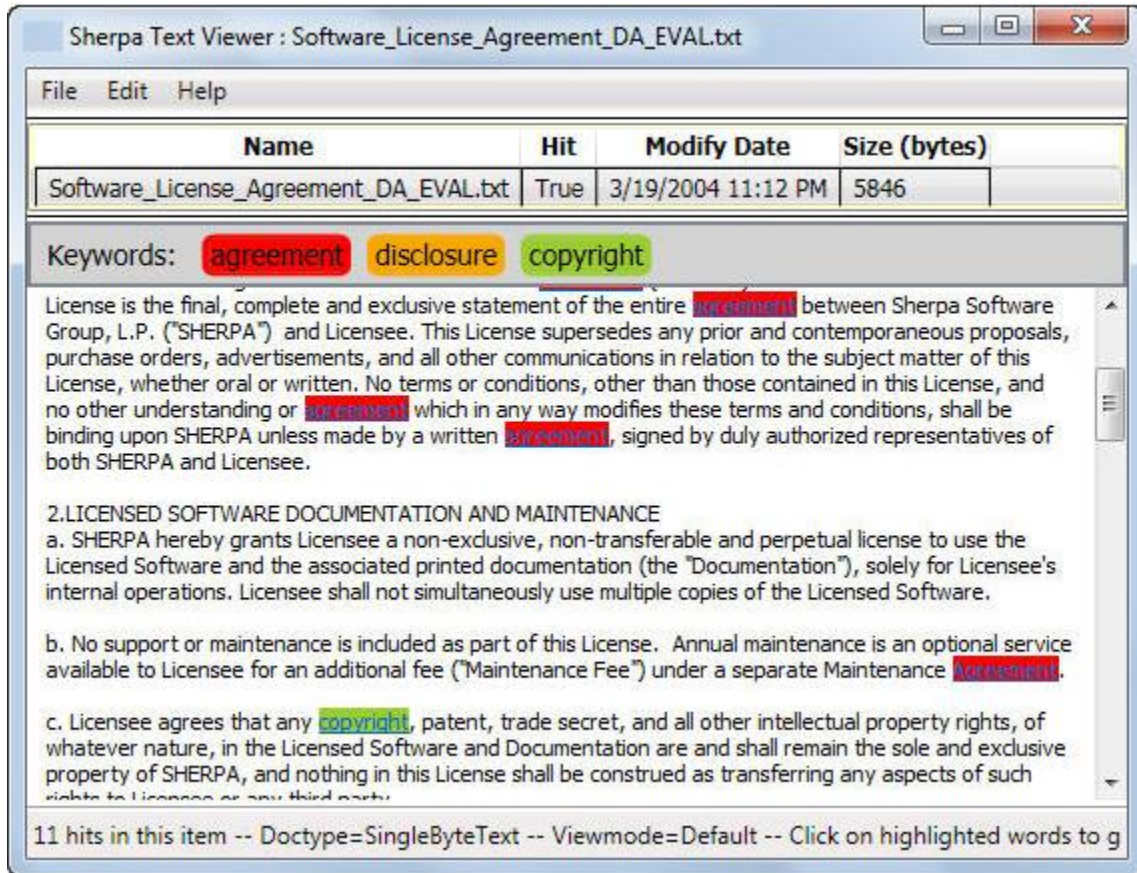 Sherpa Text Viewer : Software_License_Agreement_DA_EVAL.txt
File Edit Help
Name Hit Modify Date Size (bytes)
Software_License_Agreement_DA_EVAL.txt True 3/19/2004 11:12 PM 5846
Keywords: agreement disclosure copyright
License is the final, complete and exclusive statement of the entire agreement between Sherpa Software
Group, L.P. ("SHERPA") and Licensee. This License supersedes any prior and contemporaneous proposals,
purchase orders, advertisements, and all other communications in relation to the subject matter of this
License, whether oral or written. No terms or conditions, other than those contained in this License, and
no other understanding or agreement which in any way modifies these terms and conditions, shall be
binding upon SHERPA unless made by a written agreement, signed by duly authorized representatives of
both SHERPA and Licensee.
2.LICENSED SOFTWARE DOCUMENTATION AND MAINTENANCE
a. SHERPA hereby grants Licensee a non-exclusive, non-transferable and perpetual license to use the
Licensed Software and the associated printed documentation (the "Documentation"), solely for Licensee's
internal operations. Licensee shall not simultaneously use multiple copies of the Licensed Software.
b. No support or maintenance is included as part of this License.  Annual maintenance is an optional service
available to Licensee for an additional fee ("Maintenance Fee") under a separate Maintenance Agreement.
c. Licensee agrees that any copyright, patent, trade secret, and all other intellectual property rights, of
whatever nature, in the Licensed Software and Documentation are and shall remain the sole and exclusive
property of SHERPA, and nothing in this License shall be construed as transferring any aspects of such
rights to Licensee or any third party
11 hits in this item -- Doctype=SingleByteText -- Viewmode=Default -- Click on highlighted words to g